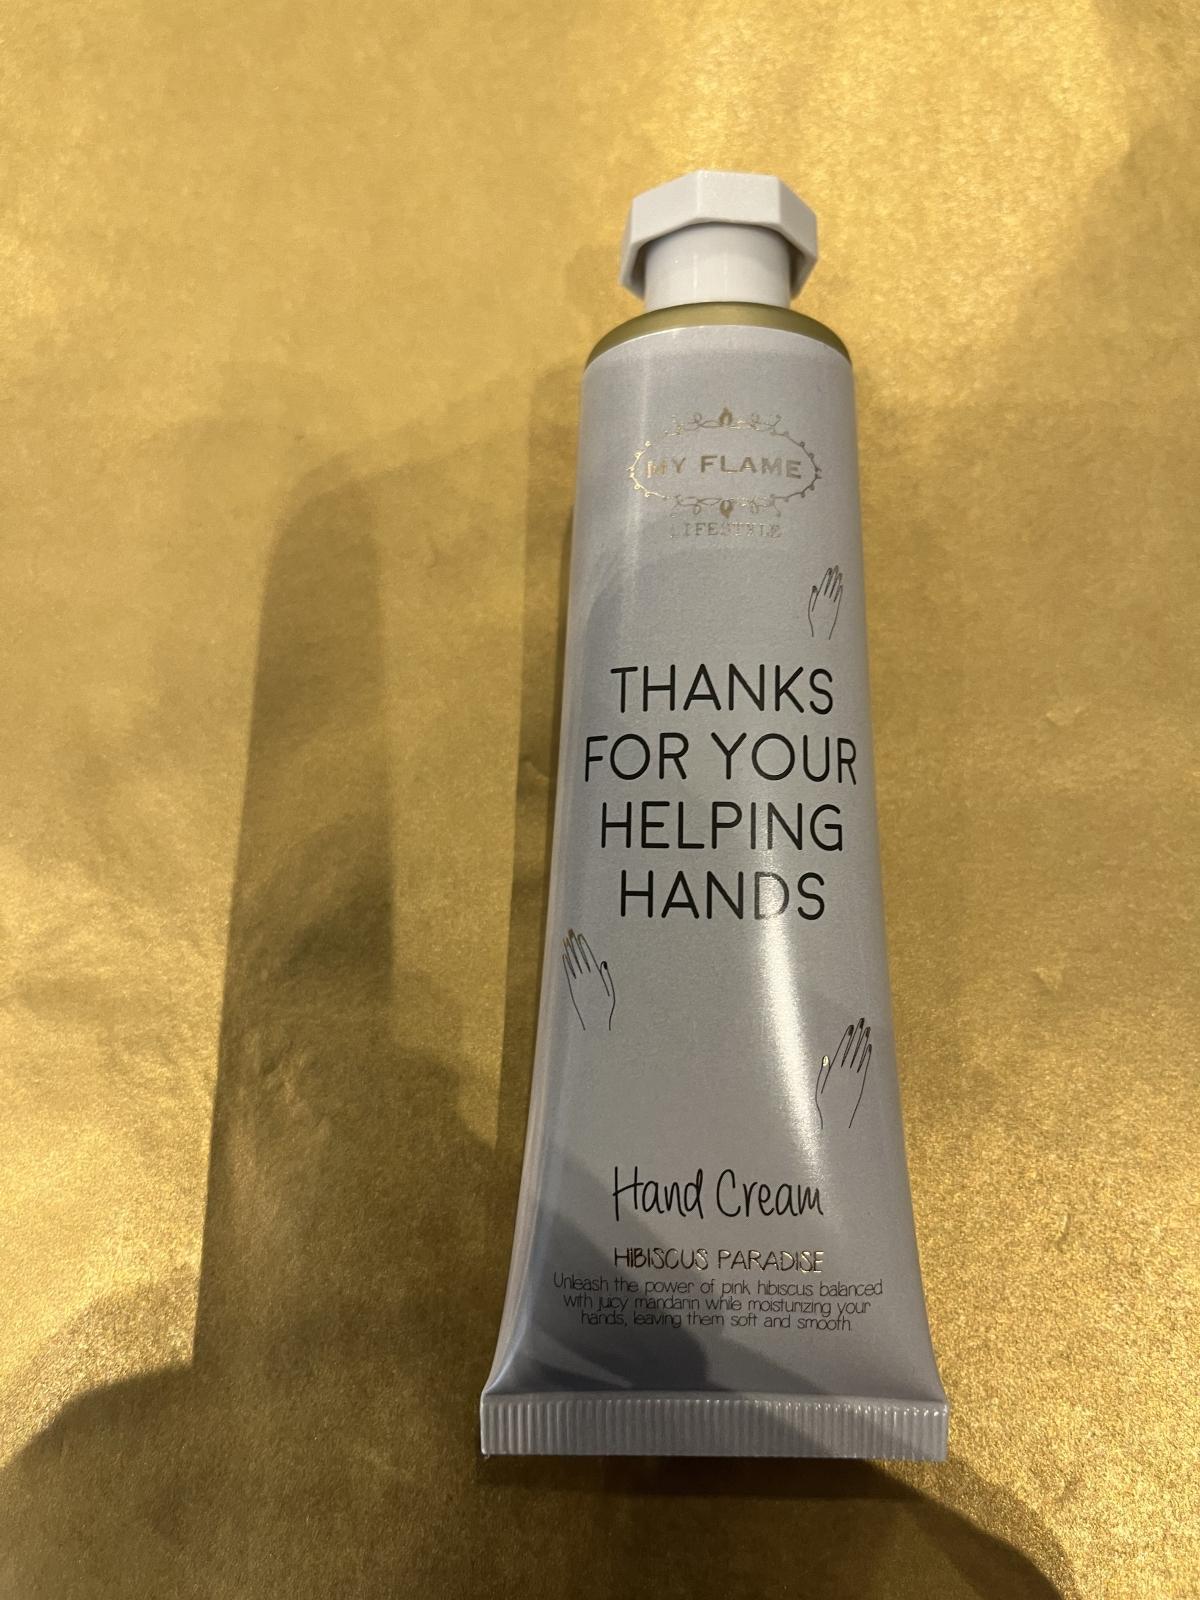 MY FLAME
LIFESTYLE
THANKS
FOR YOUR
HELPING
HANDS
Hand Cream
HIBISCUS PARADISE
Unleash the power of pink hibiscus balanced
with juicy mandarin while moisturizing your
hands, leaving them soft and smooth.